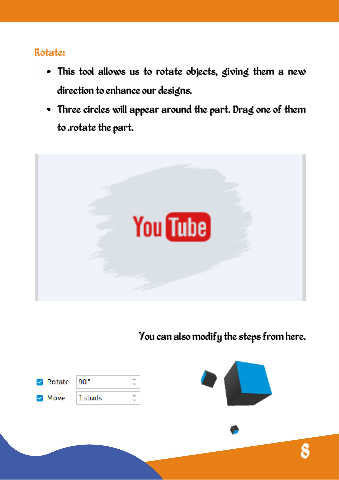 Rotate:
• This tool allows us to rotate objects, giving them a new
direction to enhance our designs.
• Three circles will appear around the part. Drag one of them
to .rotate the part.
YouTube
You can also modify the steps from here.
Rotate 90°
Move
8